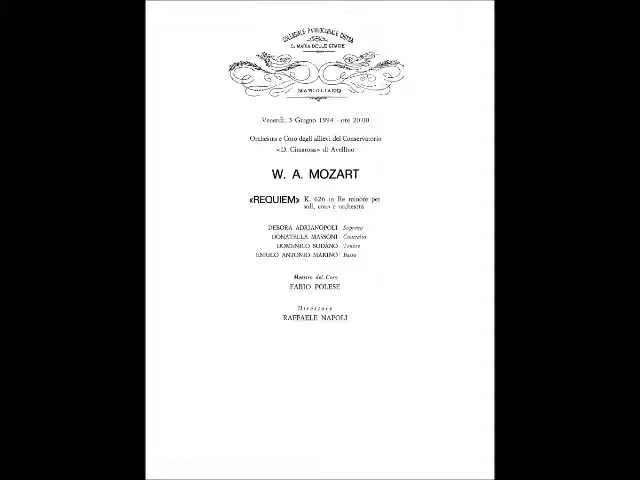 COLLEGIALE PARROCCHIALE CHIESA
S. MARIA DELLE GRAZIE
MARIGLIANO
Venerdì, 3 Giugno 1994 - ore 20:00
Orchestra e Coro degli allievi del Conservatorio
«D. Cimarosa» di Avellino
W. A. MOZART
«REQUIEM» K. 626 in Re minore per
soli, coro e orchestra
DEBORA ADRIANOPOLI Soprano
DONATELLA MASSONI Contralto
DOMENICO SODANO Tenore
ENRICO ANTONIO MARINO Basso
Maestro del Coro
FABIO POLESE
Direttore
RAFFAELE NAPOLI